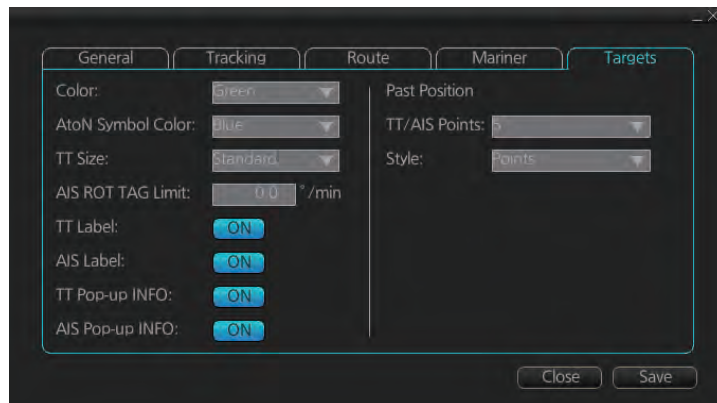 General Tracking Route Mariner Targets
Color: Green
AtoN Symbol Color: Blue
TT Size: Standard
AIS ROT TAG Limit: 0.0 °/min
TT Label: ON
AIS Label: ON
TT Pop-up INFO: ON
AIS Pop-up INFO: ON
Past Position
TT/AIS Points: 5
Style: Points
Close Save